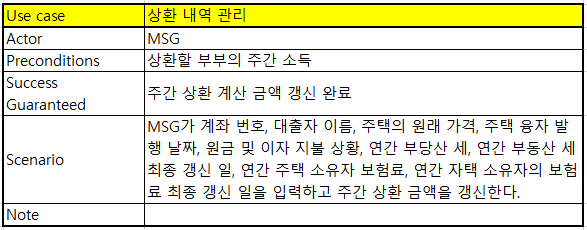 Use case 상환 내역 관리
Actor MSG
Preconditions 상환할 부부의 주간 소득
Success
Guaranteed 주간 상환 계산 금액 갱신 완료
Scenario MSG가 계좌 번호, 대출자 이름, 주택의 원래 가격, 주택 융자 발
행 날짜, 원금 및 이자 지불 상황, 연간 부당산 세, 연간 부동산 세
최종 갱신 일, 연간 주택 소유자 보험료, 연간 자택 소유자의 보험
료 최종 갱신 일을 입력하고 주간 상환 금액을 갱신한다.
Note